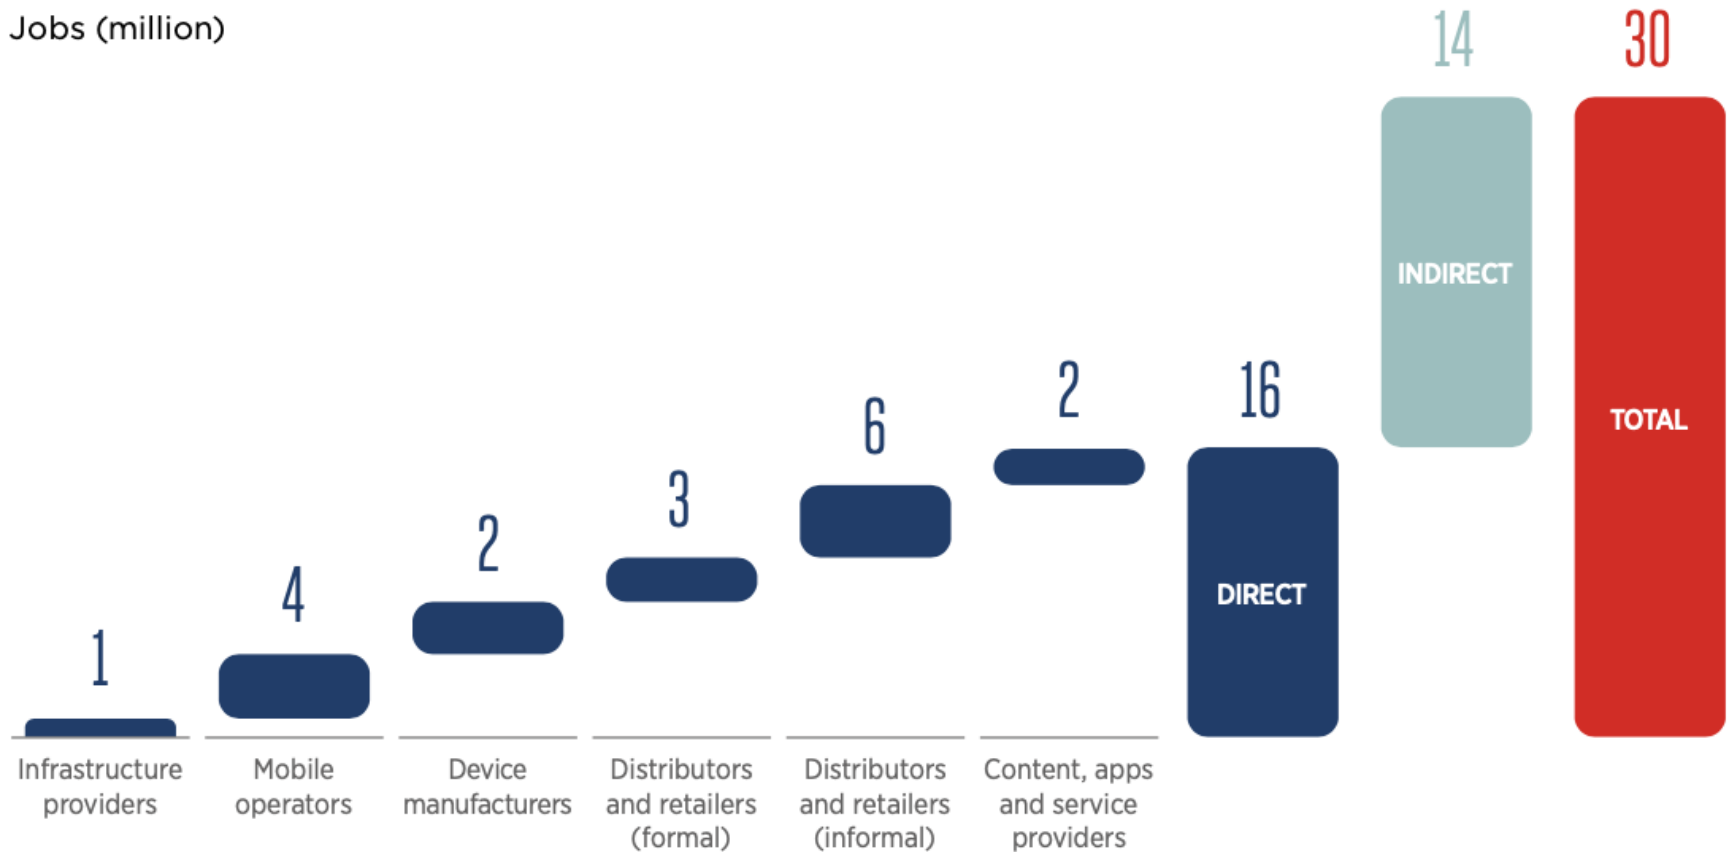 Jobs (million)
14
30
INDIRECT
16
2
6
TOTAL
3
2
4
DIRECT
1
Infrastructure
providers
Mobile
operators
Device
manufacturers
Distributors
and retailers
(formal)
Distributors
and retailers
(informal)
Content, apps
and service
providers